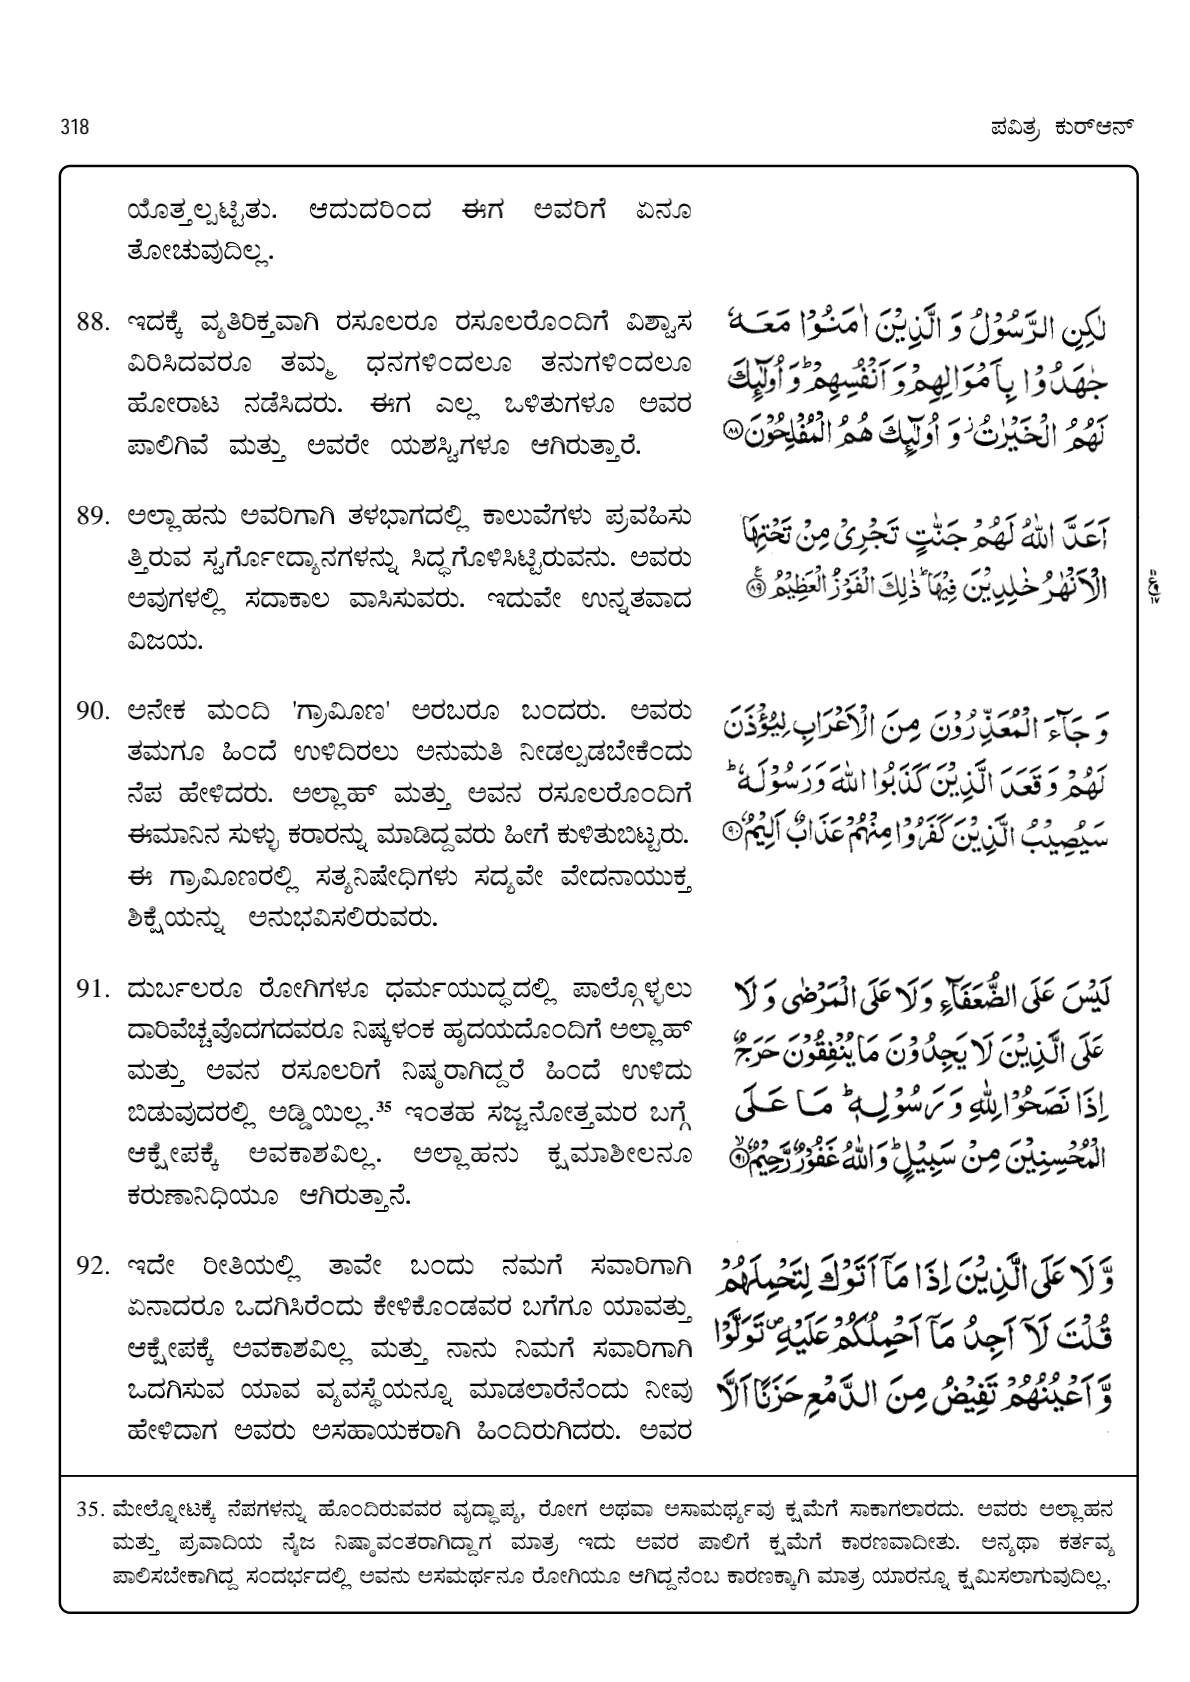 318
ಪವಿತ್ರ ಕುರ್‌ಆನ್
ಯೊತ್ತಲ್ಪಟ್ಟಿತು. ಆದುದರಿಂದ ಈಗ ಅವರಿಗೆ ಏನೂ
ತೋಚುವುದಿಲ್ಲ.
88. ಇದಕ್ಕೆ ವ್ಯತಿರಿಕ್ತವಾಗಿ ರಸೂಲರೂ ರಸೂಲರೊಂದಿಗೆ ವಿಶ್ವಾಸ
ವಿರಿಸಿದವರೂ ತಮ್ಮ ಧನಗಳಿಂದಲೂ ತನುಗಳಿಂದಲೂ
ಹೋರಾಟ ನಡೆಸಿದರು. ಈಗ ಎಲ್ಲ ಒಳಿತುಗಳೂ ಅವರ
ಪಾಲಿಗಿವೆ ಮತ್ತು ಅವರೇ ಯಶಸ್ವಿಗಳೂ ಆಗಿರುತ್ತಾರೆ.
لٰكِنِ الرَّسُوْلُ وَ الَّذِيْنَ اٰمَنُوْا مَعَهٗ
جٰهَدُوْا بِاَمْوَالِهِمْ وَ اَنْفُسِهِمْ ؕ وَ اُولٰٓئِكَ
لَهُمُ الْخَيْرٰتُ ؗ وَ اُولٰٓئِكَ هُمُ الْمُفْلِحُوْنَ ﴿۸۸﴾
89. ಅಲ್ಲಾಹನು ಅವರಿಗಾಗಿ ತಳಭಾಗದಲ್ಲಿ ಕಾಲುವೆಗಳು ಪ್ರವಹಿಸು
ತ್ತಿರುವ ಸ್ವರ್ಗೋದ್ಯಾನಗಳನ್ನು ಸಿದ್ಧಗೊಳಿಸಿಟ್ಟಿರುವನು. ಅವರು
ಅವುಗಳಲ್ಲಿ ಸದಾಕಾಲ ವಾಸಿಸುವರು. ಇದುವೇ ಉನ್ನತವಾದ
ವಿಜಯ.
اَعَدَّ اللّٰهُ لَهُمْ جَنّٰتٍ تَجْرِيْ مِنْ تَحْتِهَا
الْاَنْهٰرُ خٰلِدِيْنَ فِيْهَا ؕ ذٰلِكَ الْفَوْزُ الْعَظِيْمُ ﴿۸۹﴾
90. ಅನೇಕ ಮಂದಿ 'ಗ್ರಾಮೀಣ' ಅರಬರೂ ಬಂದರು. ಅವರು
ತಮಗೂ ಹಿಂದೆ ಉಳಿದಿರಲು ಅನುಮತಿ ನೀಡಲ್ಪಡಬೇಕೆಂದು
ನೆಪ ಹೇಳಿದರು. ಅಲ್ಲಾಹ್ ಮತ್ತು ಅವನ ರಸೂಲರೊಂದಿಗೆ
ಈಮಾನಿನ ಸುಳ್ಳು ಕರಾರನ್ನು ಮಾಡಿದ್ದವರು ಹೀಗೆ ಕುಳಿತುಬಿಟ್ಟರು.
ಈ ಗ್ರಾಮೀಣರಲ್ಲಿ ಸತ್ಯನಿಷೇಧಿಗಳು ಸದ್ಯವೇ ವೇದನಾಯುಕ್ತ
ಶಿಕ್ಷೆಯನ್ನು ಅನುಭವಿಸಲಿರುವರು.
وَ جَآءَ الْمُعَذِّرُوْنَ مِنَ الْاَعْرَابِ لِيُؤْذَنَ
لَهُمْ وَ قَعَدَ الَّذِيْنَ كَذَبُوا اللّٰهَ وَ رَسُوْلَهٗ ؕ
سَيُصِيْبُ الَّذِيْنَ كَفَرُوْا مِنْهُمْ عَذَابٌ اَلِيْمٌ ﴿۹۰﴾
91. ದುರ್ಬಲರೂ ರೋಗಿಗಳೂ ಧರ್ಮಯುದ್ಧದಲ್ಲಿ ಪಾಲ್ಗೊಳ್ಳಲು
ದಾರಿವೆಚ್ಚವೊದಗದವರೂ ನಿಷ್ಕಳಂಕ ಹೃದಯದೊಂದಿಗೆ ಅಲ್ಲಾಹ್
ಮತ್ತು ಅವನ ರಸೂಲರಿಗೆ ನಿಷ್ಠರಾಗಿದ್ದರೆ ಹಿಂದೆ ಉಳಿದು
ಬಿಡುವುದರಲ್ಲಿ ಅಡ್ಡಿಯಿಲ್ಲ.35 ಇಂತಹ ಸಜ್ಜನೋತ್ತಮರ ಬಗ್ಗೆ
ಆಕ್ಷೇಪಕ್ಕೆ ಅವಕಾಶವಿಲ್ಲ. ಅಲ್ಲಾಹನು ಕ್ಷಮಾಶೀಲನೂ
ಕರುಣಾನಿಧಿಯೂ ಆಗಿರುತ್ತಾನೆ.
لَيْسَ عَلَى الضُّعَفَآءِ وَلَا عَلَى الْمَرْضٰى وَ لَا
عَلَى الَّذِيْنَ لَا يَجِدُوْنَ مَا يُنْفِقُوْنَ حَرَجٌ
اِذَا نَصَحُوْا لِلّٰهِ وَ رَسُوْلِهٖ ؕ مَا عَلَى
الْمُحْسِنِيْنَ مِنْ سَبِيْلٍ ؕ وَاللّٰهُ غَفُوْرٌ رَّحِيْمٌ ﴿۹۱﴾
92. ಇದೇ ರೀತಿಯಲ್ಲಿ ತಾವೇ ಬಂದು ನಮಗೆ ಸವಾರಿಗಾಗಿ
ಏನಾದರೂ ಒದಗಿಸಿರೆಂದು ಕೇಳಿಕೊಂಡವರ ಬಗೆಗೂ ಯಾವತ್ತು
ಆಕ್ಷೇಪಕ್ಕೆ ಅವಕಾಶವಿಲ್ಲ ಮತ್ತು ನಾನು ನಿಮಗೆ ಸವಾರಿಗಾಗಿ
ಒದಗಿಸುವ ಯಾವ ವ್ಯವಸ್ಥೆಯನ್ನೂ ಮಾಡಲಾರೆನೆಂದು ನೀವು
ಹೇಳಿದಾಗ ಅವರು ಅಸಹಾಯಕರಾಗಿ ಹಿಂದಿರುಗಿದರು. ಅವರ
وَّ لَا عَلَى الَّذِيْنَ اِذَا مَاۤ اَتَوْكَ لِتَحْمِلَهُمْ
قُلْتَ لَاۤ اَجِدُ مَاۤ اَحْمِلُكُمْ عَلَيْهِ ۪ تَوَلَّوْا
وَّ اَعْيُنُهُمْ تَفِيْضُ مِنَ الدَّمْعِ حَزَنًا اَلَّا
35. ಮೇಲ್ನೋಟಕ್ಕೆ ನೆಪಗಳನ್ನು ಹೊಂದಿರುವವರ ವೃದ್ಧಾಪ್ಯ, ರೋಗ ಅಥವಾ ಅಸಾಮರ್ಥ್ಯವು ಕ್ಷಮೆಗೆ ಸಾಕಾಗಲಾರದು. ಅವರು ಅಲ್ಲಾಹನ
ಮತ್ತು ಪ್ರವಾದಿಯ ನೈಜ ನಿಷ್ಠಾವಂತರಾಗಿದ್ದಾಗ ಮಾತ್ರ ಇದು ಅವರ ಪಾಲಿಗೆ ಕ್ಷಮೆಗೆ ಕಾರಣವಾದೀತು. ಅನ್ಯಥಾ ಕರ್ತವ್ಯ
ಪಾಲಿಸಬೇಕಾಗಿದ್ದ ಸಂದರ್ಭದಲ್ಲಿ ಅವನು ಅಸಮರ್ಥನೂ ರೋಗಿಯೂ ಆಗಿದ್ದನೆಂಬ ಕಾರಣಕ್ಕಾಗಿ ಮಾತ್ರ ಯಾರನ್ನೂ ಕ್ಷಮಿಸಲಾಗುವುದಿಲ್ಲ.